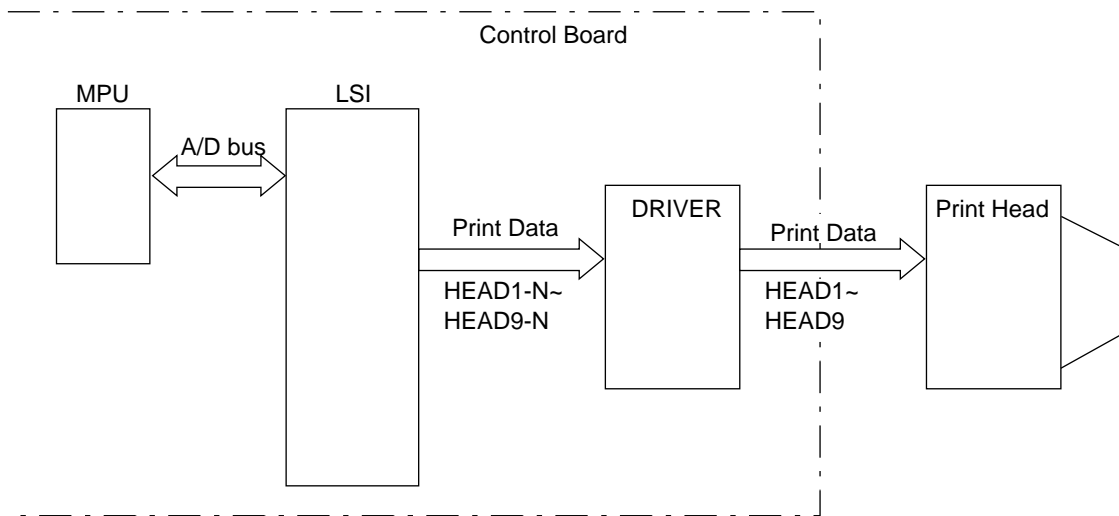 Control Board
MPU
LSI
A/D bus
DRIVER
Print Head
Print Data
Print Data
HEAD1-N~
HEAD9-N
HEAD1~
HEAD9